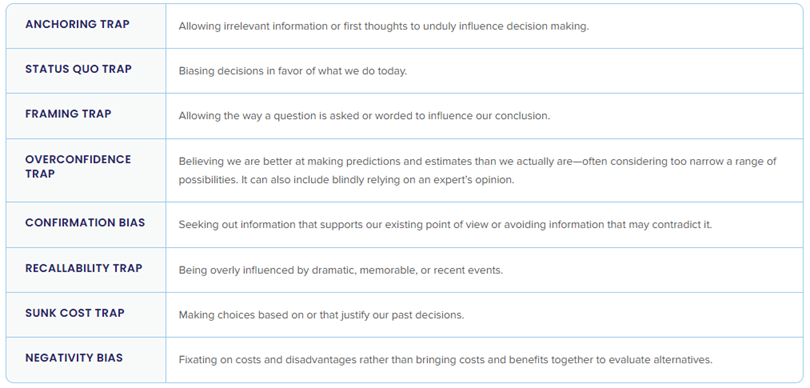 ANCHORING TRAP
Allowing irrelevant information or first thoughts to unduly influence decision making.
STATUS QUO TRAP
Biasing decisions in favor of what we do today.
FRAMING TRAP
Allowing the way a question is asked or worded to influence our conclusion.
OVERCONFIDENCE
TRAP
Believing we are better at making predictions and estimates than we actually are—often considering too narrow a range of
possibilities. It can also include blindly relying on an expert's opinion.
CONFIRMATION BIAS
Seeking out information that supports our existing point of view or avoiding information that may contradict it.
RECALLABILITY TRAP
Being overly influenced by dramatic, memorable, or recent events.
SUNK COST TRAP
Making choices based on or that justify our past decisions.
NEGATIVITY BIAS
Fixating on costs and disadvantages rather than bringing costs and benefits together to evaluate alternatives.